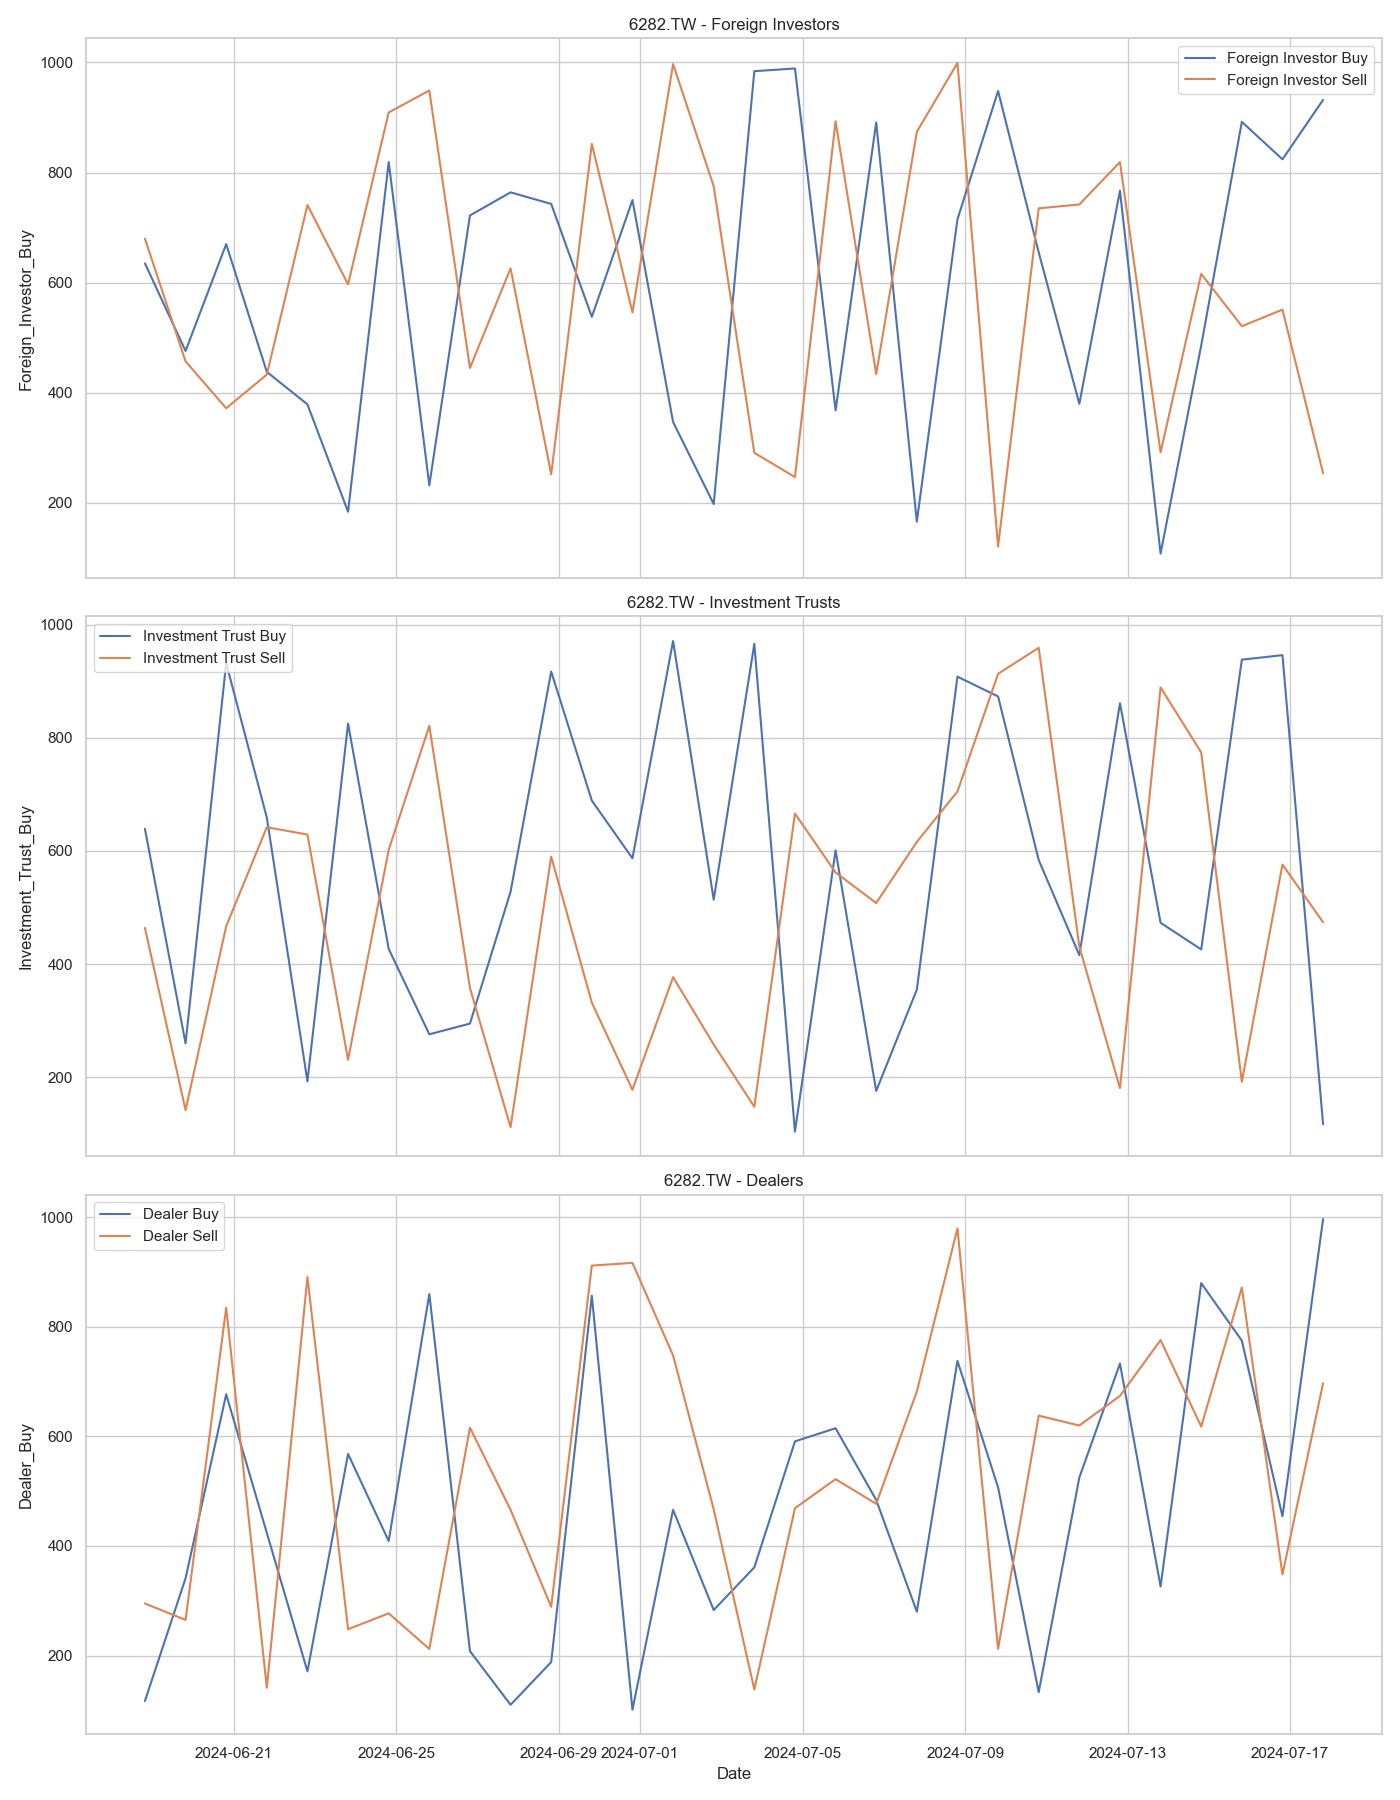 6282.TW - Foreign Investors
Foreign Investor Buy
Foreign Investor Sell
1000
800
600
400
200
Foreign_Investor_Buy
6282.TW - Investment Trusts
Investment Trust Buy
Investment Trust Sell
1000
800
600
400
200
Investment_Trust_Buy
6282.TW - Dealers
Dealer Buy
Dealer Sell
1000
800
600
400
200
Dealer_Buy
2024-06-21 2024-06-25 2024-06-29 2024-07-01 2024-07-05 2024-07-09 2024-07-13 2024-07-17
Date